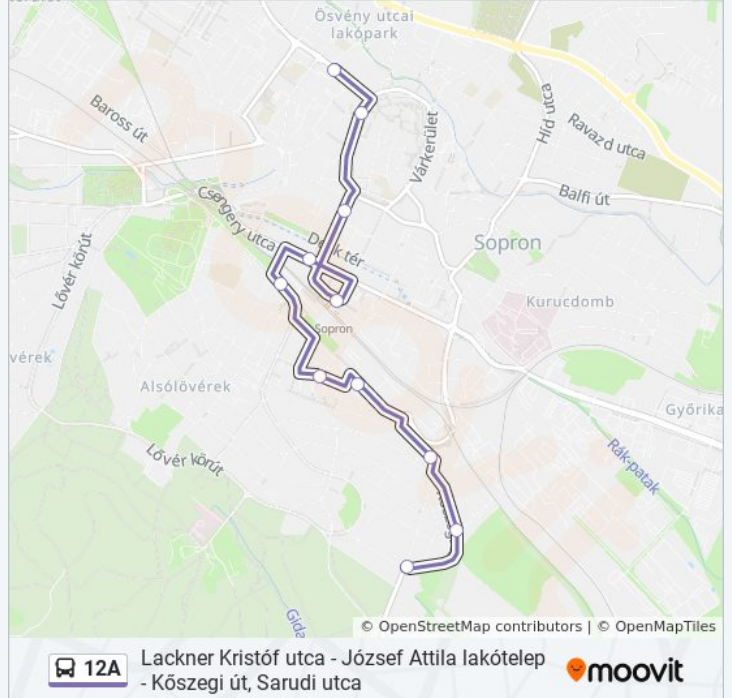 Ösvény utcai
lakópark
Baross út
Várkerület
Híd utca
Ravazd utca
Csengery utca
Balfi út
Deák tér
Sopron
Lővér körút
Kurucdomb
Sopron
vérek
Alsólövérek
Győrika
Lővér körút
Rák-patak
Gida
© OpenStreetMap contributors | © OpenMapTiles
12A Lackner Kristóf utca - József Attila lakótelep
- Kőszegi út, Sarudi utca
moovit